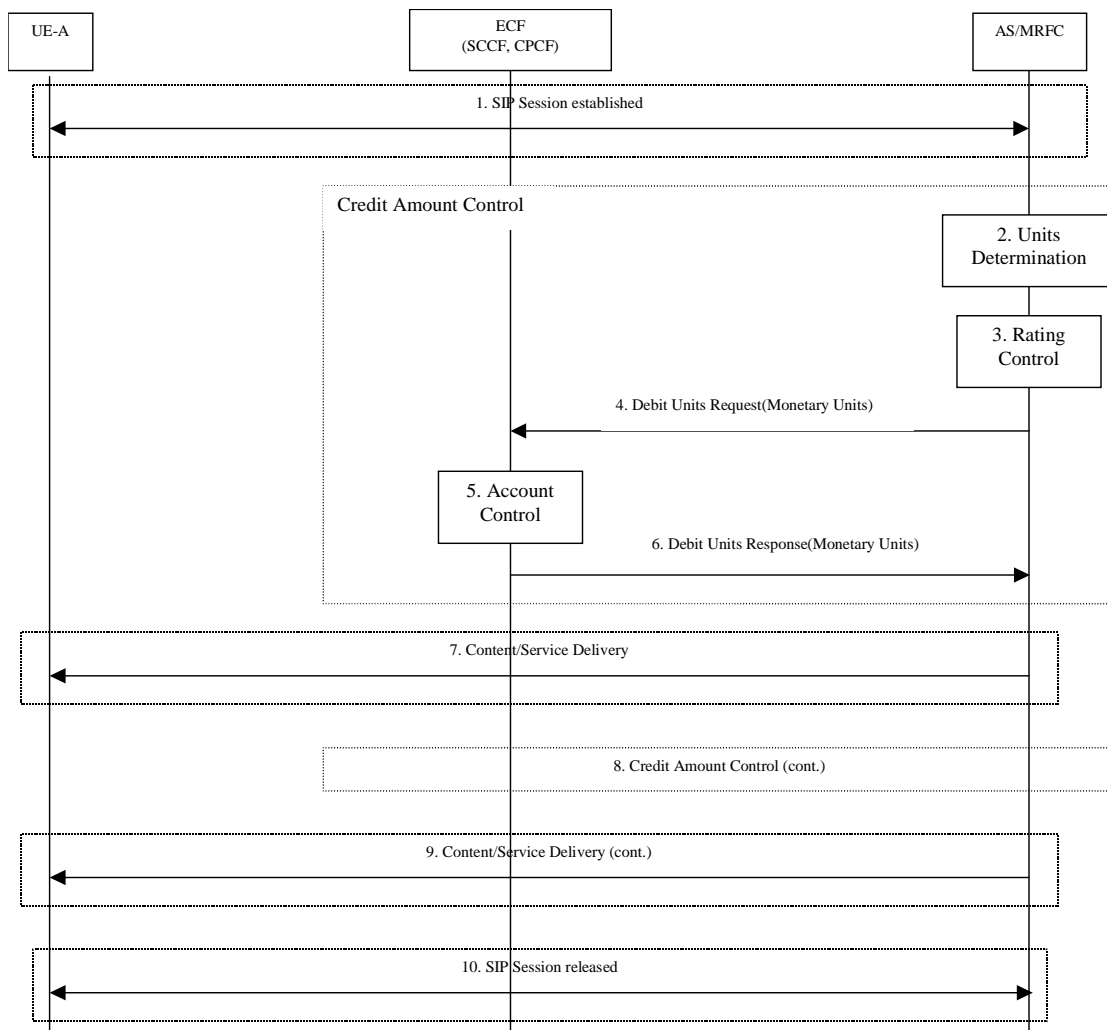 UE-A
ECF
(SCCF, CPCF)
AS/MRFC
1. SIP Session established
Credit Amount Control
2. Units
Determination
3. Rating
Control
4. Debit Units Request(Monetary Units)
5. Account
Control
6. Debit Units Response(Monetary Units)
7. Content/Service Delivery
8. Credit Amount Control (cont.)
9. Content/Service Delivery (cont.)
10. SIP Session released